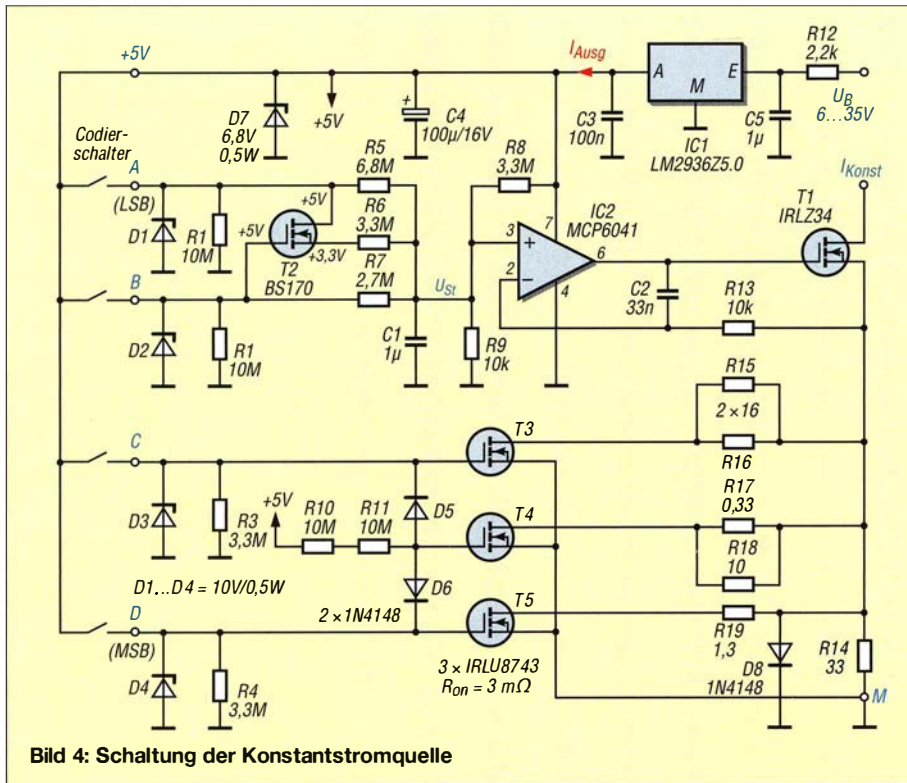 +5V
I Ausg
R12
2,2k
A
E
M
U B
6...35V
D7
6,8V
0,5W
+5V
+
C4
100µ/16V
C3
100n
C5
1µ
IC1
LM2936Z5.0
Codier-
schalter
A
(LSB)
R5
6,8M
R8
3,3M
I Konst
T1
IRLZ34
+5V
R6
3,3M
IC2
MCP6041
D1
R1
10M
+5V
+3,3V
T2
BS170
R7
2,7M
3
+
7
6
2
–
4
B
U St
C2
33n
R13
10k
D2
R1
10M
C1
1µ
R9
10k
R15
2×16
C
T3
R16
R17
0,33
D3
R3
3,3M
+5V
R10
10M
R11
10M
D5
T4
R18
10
D1...D4 = 10V/0,5W
D6
D
(MSB)
2×1N4148
T5
R19
1,3
D8
1N4148
R14
33
M
D4
R4
3,3M
3×IRLU8743
R on = 3 mΩ
Bild 4: Schaltung der Konstantstromquelle